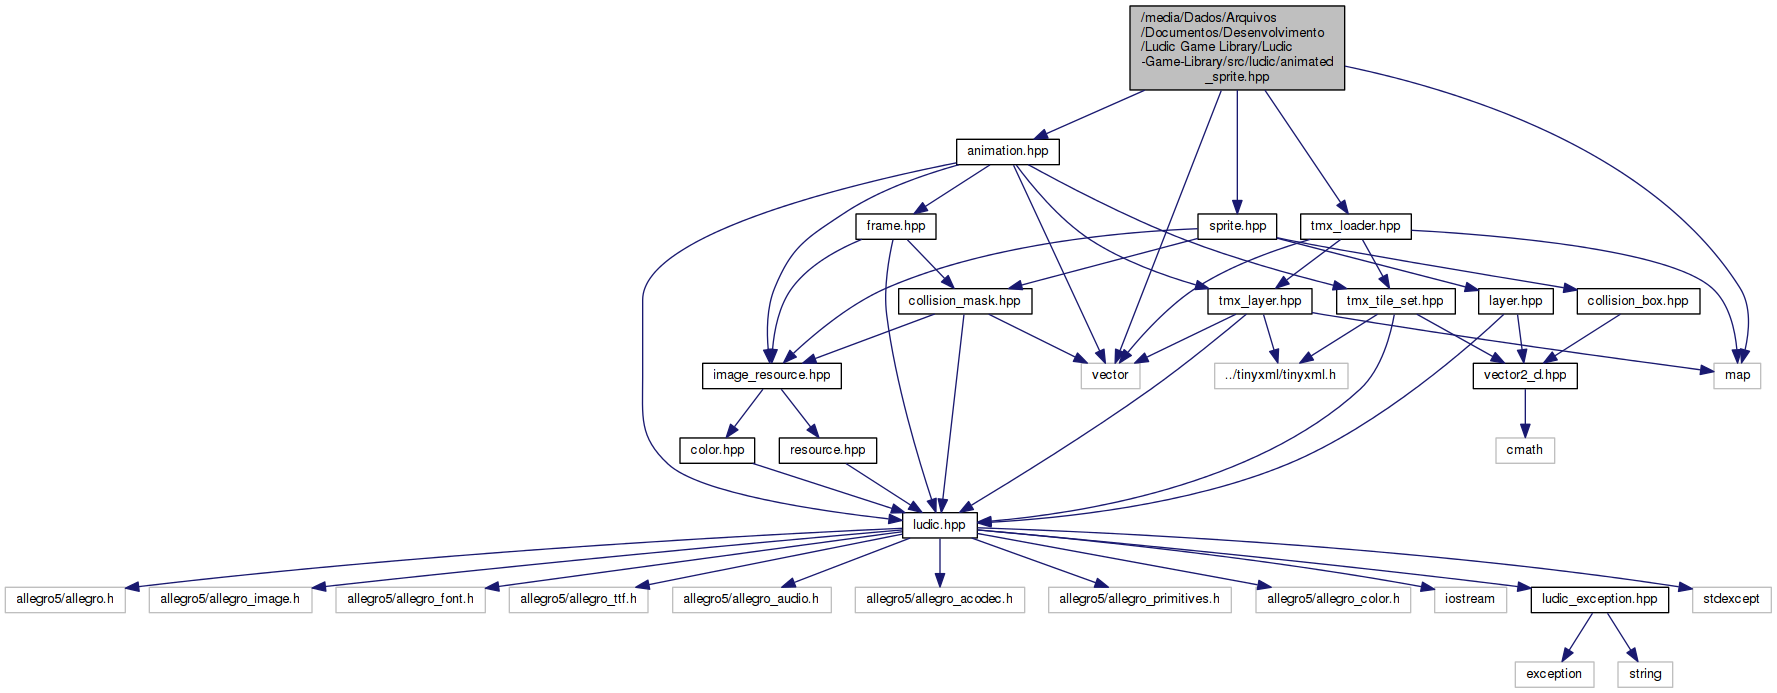 /media/Dados/Arquivos
/Documentos/Desenvolvimento
/Ludic Game Library/Ludic
-Game-Library/src/ludic/animated
_sprite.hpp
animation.hpp
frame.hpp
sprite.hpp
tmx_loader.hpp
collision_mask.hpp
tmx_layer.hpp
tmx_tile_set.hpp
layer.hpp
collision_box.hpp
image_resource.hpp
vector
../tinyxml/tinyxml.h
vector2_d.hpp
map
color.hpp
resource.hpp
cmath
ludic.hpp
allegro5/allegro.h
allegro5/allegro_image.h
allegro5/allegro_font.h
allegro5/allegro_ttf.h
allegro5/allegro_audio.h
allegro5/allegro_acodec.h
allegro5/allegro_primitives.h
allegro5/allegro_color.h
iostream
ludic_exception.hpp
stdexcept
exception
string